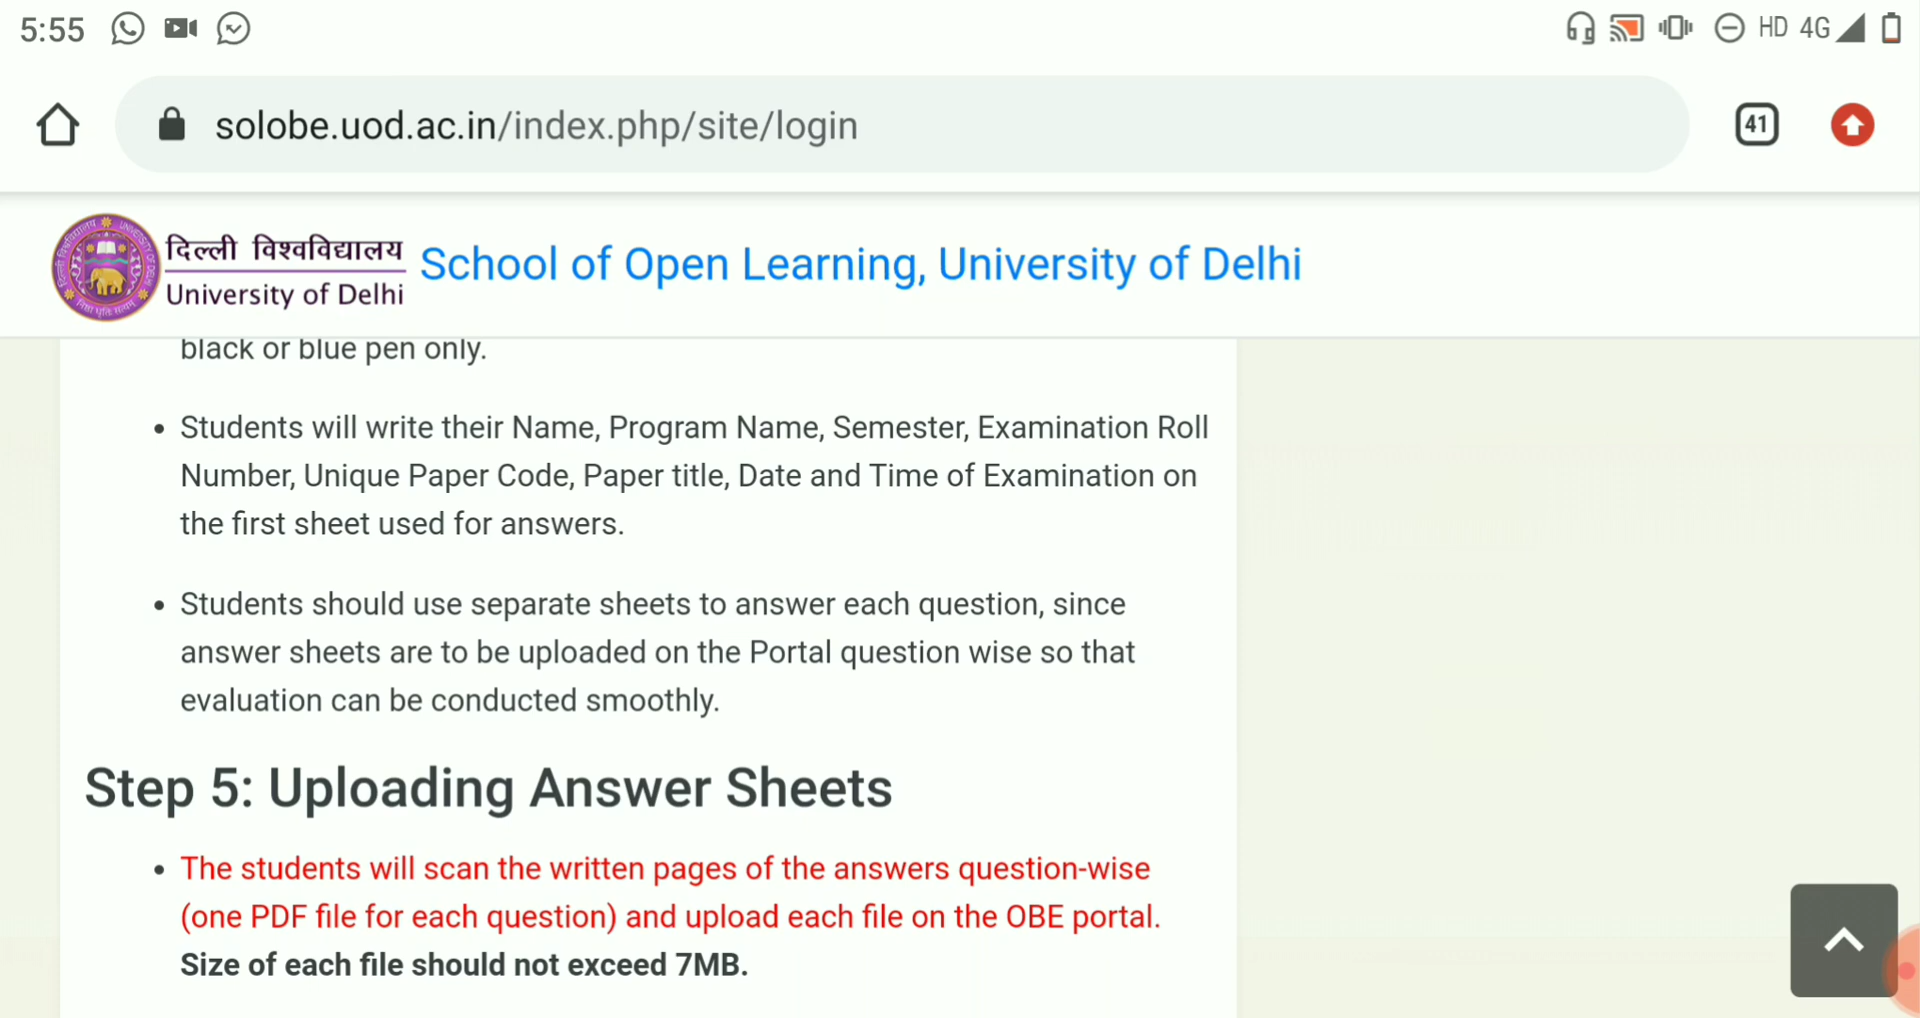 5:55 HD 4G
solobe.uod.ac.in/index.php/site/login 41
दिल्ली विश्वविद्यालय
University of Delhi
School of Open Learning, University of Delhi
black or blue pen only.
• Students will write their Name, Program Name, Semester, Examination Roll
Number, Unique Paper Code, Paper title, Date and Time of Examination on
the first sheet used for answers.
• Students should use separate sheets to answer each question, since
answer sheets are to be uploaded on the Portal question wise so that
evaluation can be conducted smoothly.
Step 5: Uploading Answer Sheets
• The students will scan the written pages of the answers question-wise
(one PDF file for each question) and upload each file on the OBE portal.
Size of each file should not exceed 7MB.